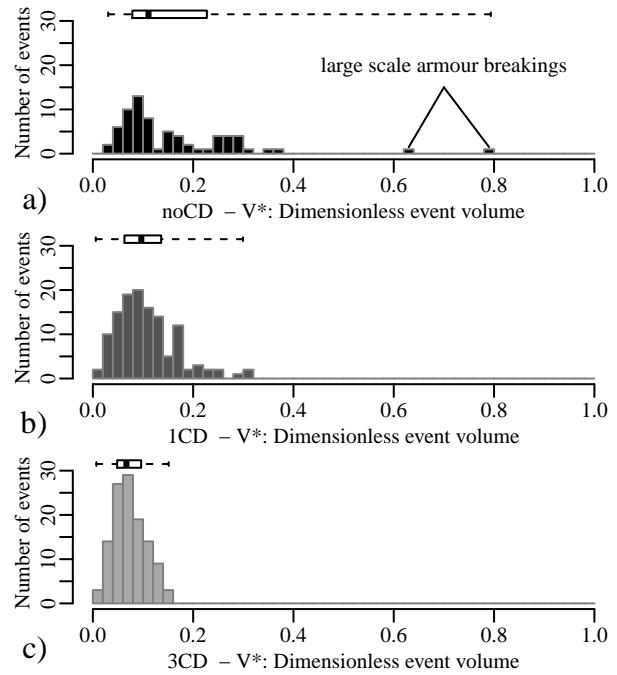 Number of events
0 10 20 30
large scale armour breakings
0.0 0.2 0.4 0.6 0.8 1.0
a)
noCD – V*: Dimensionless event volume
Number of events
0 10 20 30
0.0 0.2 0.4 0.6 0.8 1.0
b)
1CD – V*: Dimensionless event volume
Number of events
0 10 20 30
0.0 0.2 0.4 0.6 0.8 1.0
c)
3CD – V*: Dimensionless event volume